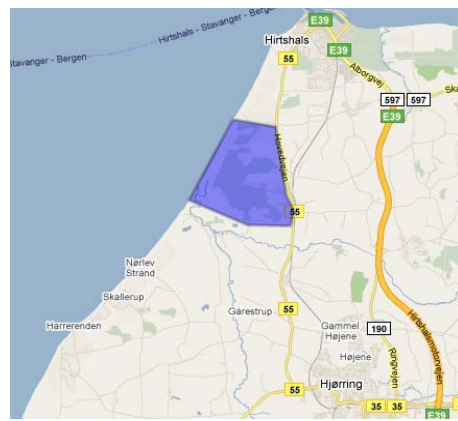 E39
Hirtshals
Hirtshals - Stavanger - Bergen
E39
Stavanger - Bergen
55
Ålborgvej
597 597
Ska
E39
Hovedvejen
55
Nørlev
Strand
Skallerup
Gårestrup
55
Hirtshalsmotorvejen
Harrerenden
Gammel
Højene
190
Højene
Ringvejen
Hjørring
55
35 35
E39